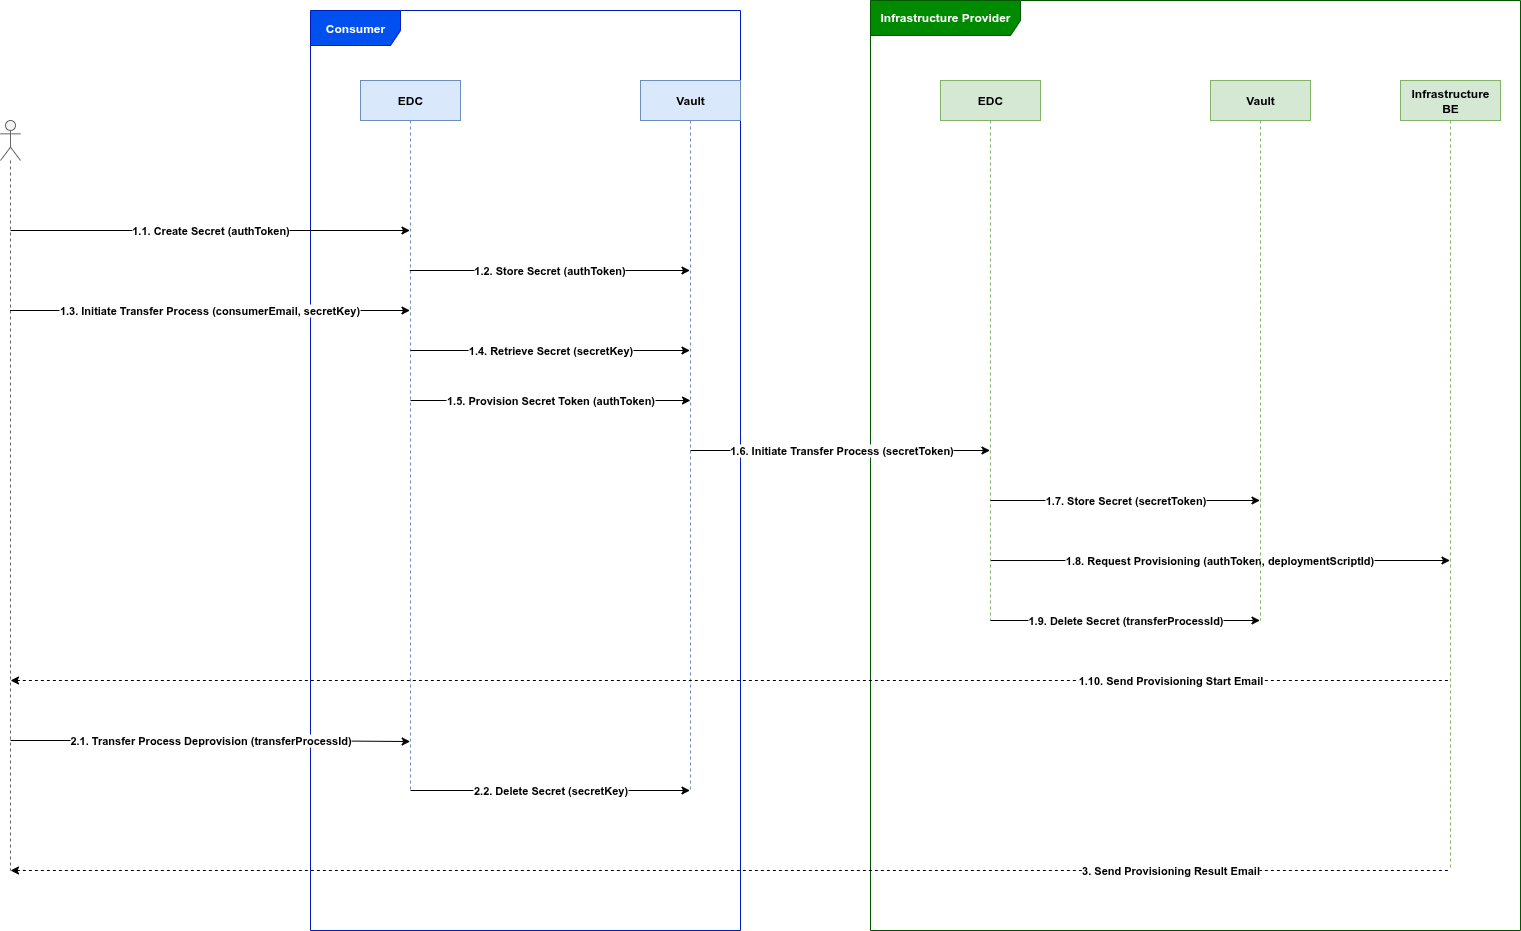 Consumer
Infrastructure Provider
EDC
Vault
EDC
Vault
Infrastructure
BE
1.1. Create Secret (authToken)
1.2. Store Secret (authToken)
1.3. Initiate Transfer Process (consumerEmail, secretKey)
1.4. Retrieve Secret (secretKey)
1.5. Provision Secret Token (authToken)
1.6. Initiate Transfer Process (secretToken)
1.7. Store Secret (secretToken)
1.8. Request Provisioning (authToken, deploymentScriptId)
1.9. Delete Secret (transferProcessId)
1.10. Send Provisioning Start Email
2.1. Transfer Process Deprovision (transferProcessId)
2.2. Delete Secret (secretKey)
3. Send Provisioning Result Email